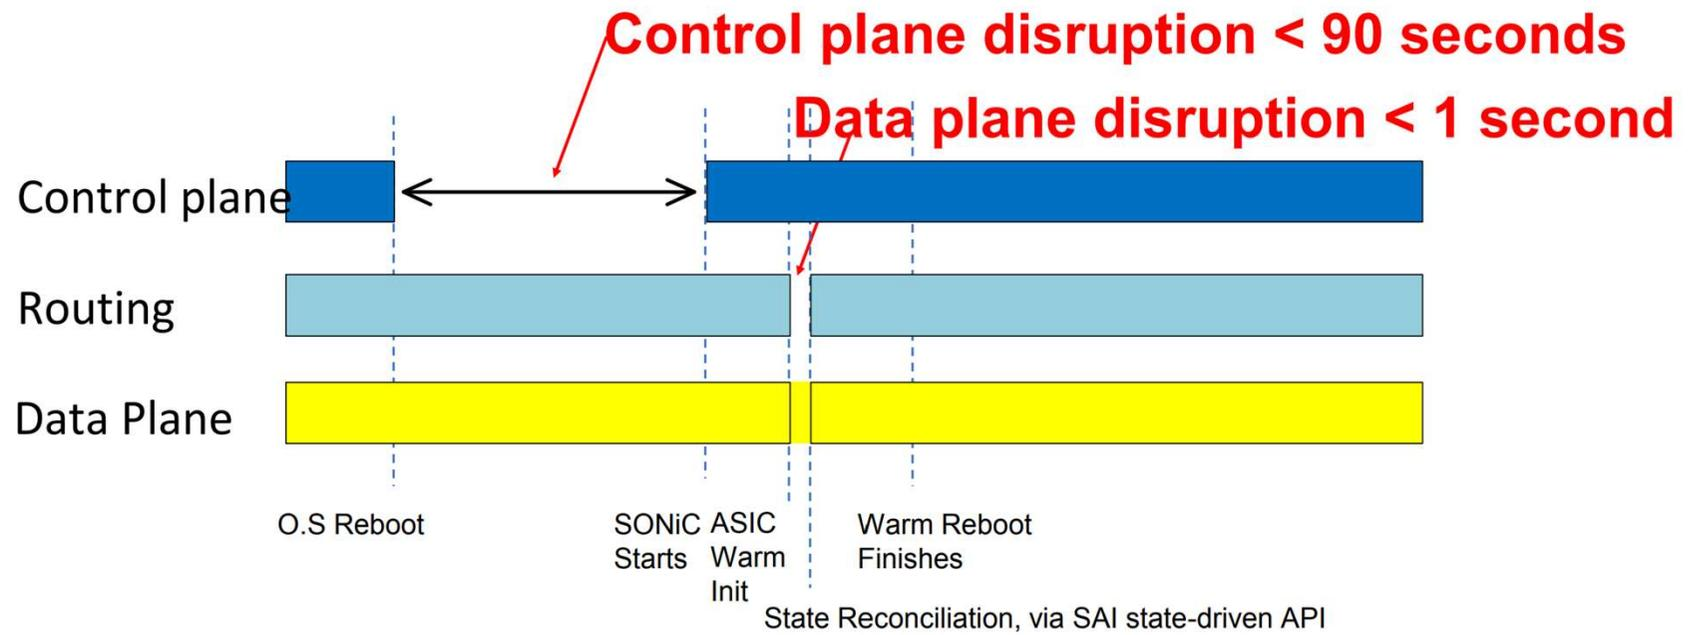 Control plane disruption < 90 seconds
Data plane disruption < 1 second
Control plane
Routing
Data Plane
O.S Reboot
SONiC
Starts
ASIC
Warm
Init
Warm Reboot
Finishes
State Reconciliation, via SAI state-driven API